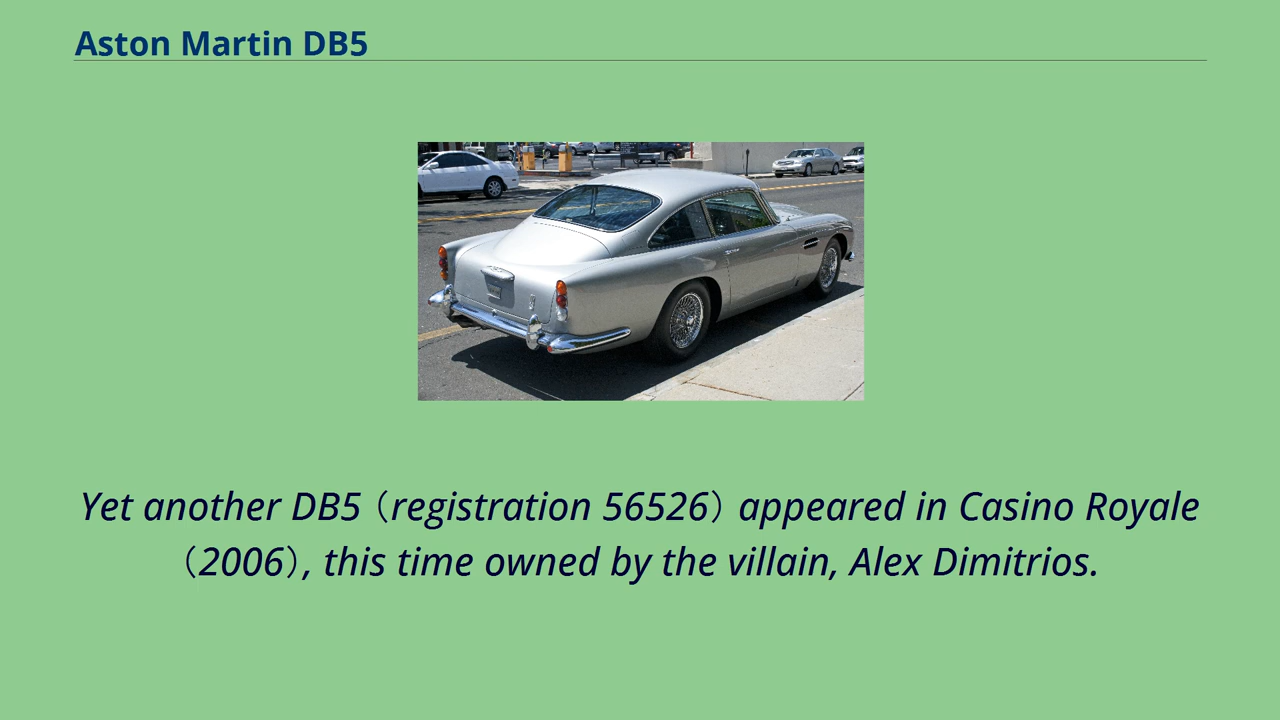 Aston Martin DB5
Yet another DB5（registration 56526）appeared in Casino Royale
（2006）, this time owned by the villain, Alex Dimitrios.